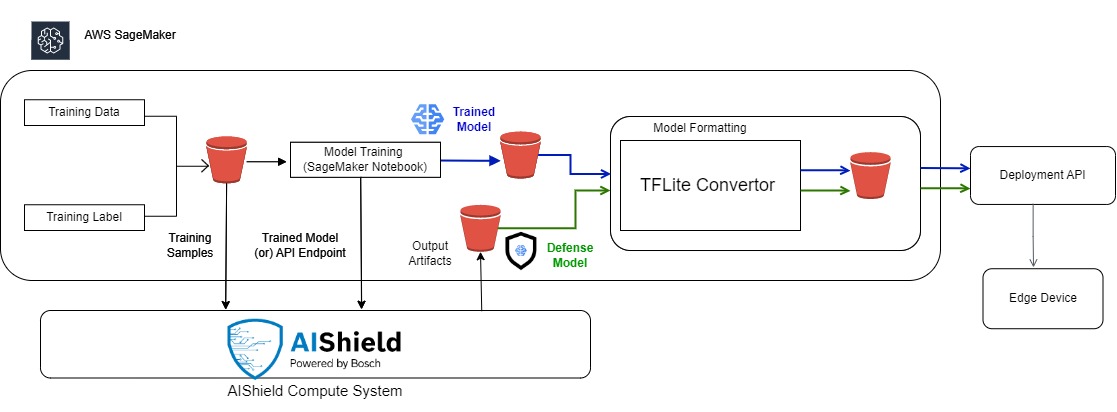 AWS SageMaker
Training Data
Training Label
Training
Samples
Model Training
(SageMaker Notebook)
Trained Model
(or) API Endpoint
Trained
Model
Output
Artifacts
Defense
Model
Model Formatting
TFLite Convertor
Deployment API
Edge Device
AIShield
Powered by Bosch
AIShield Compute System